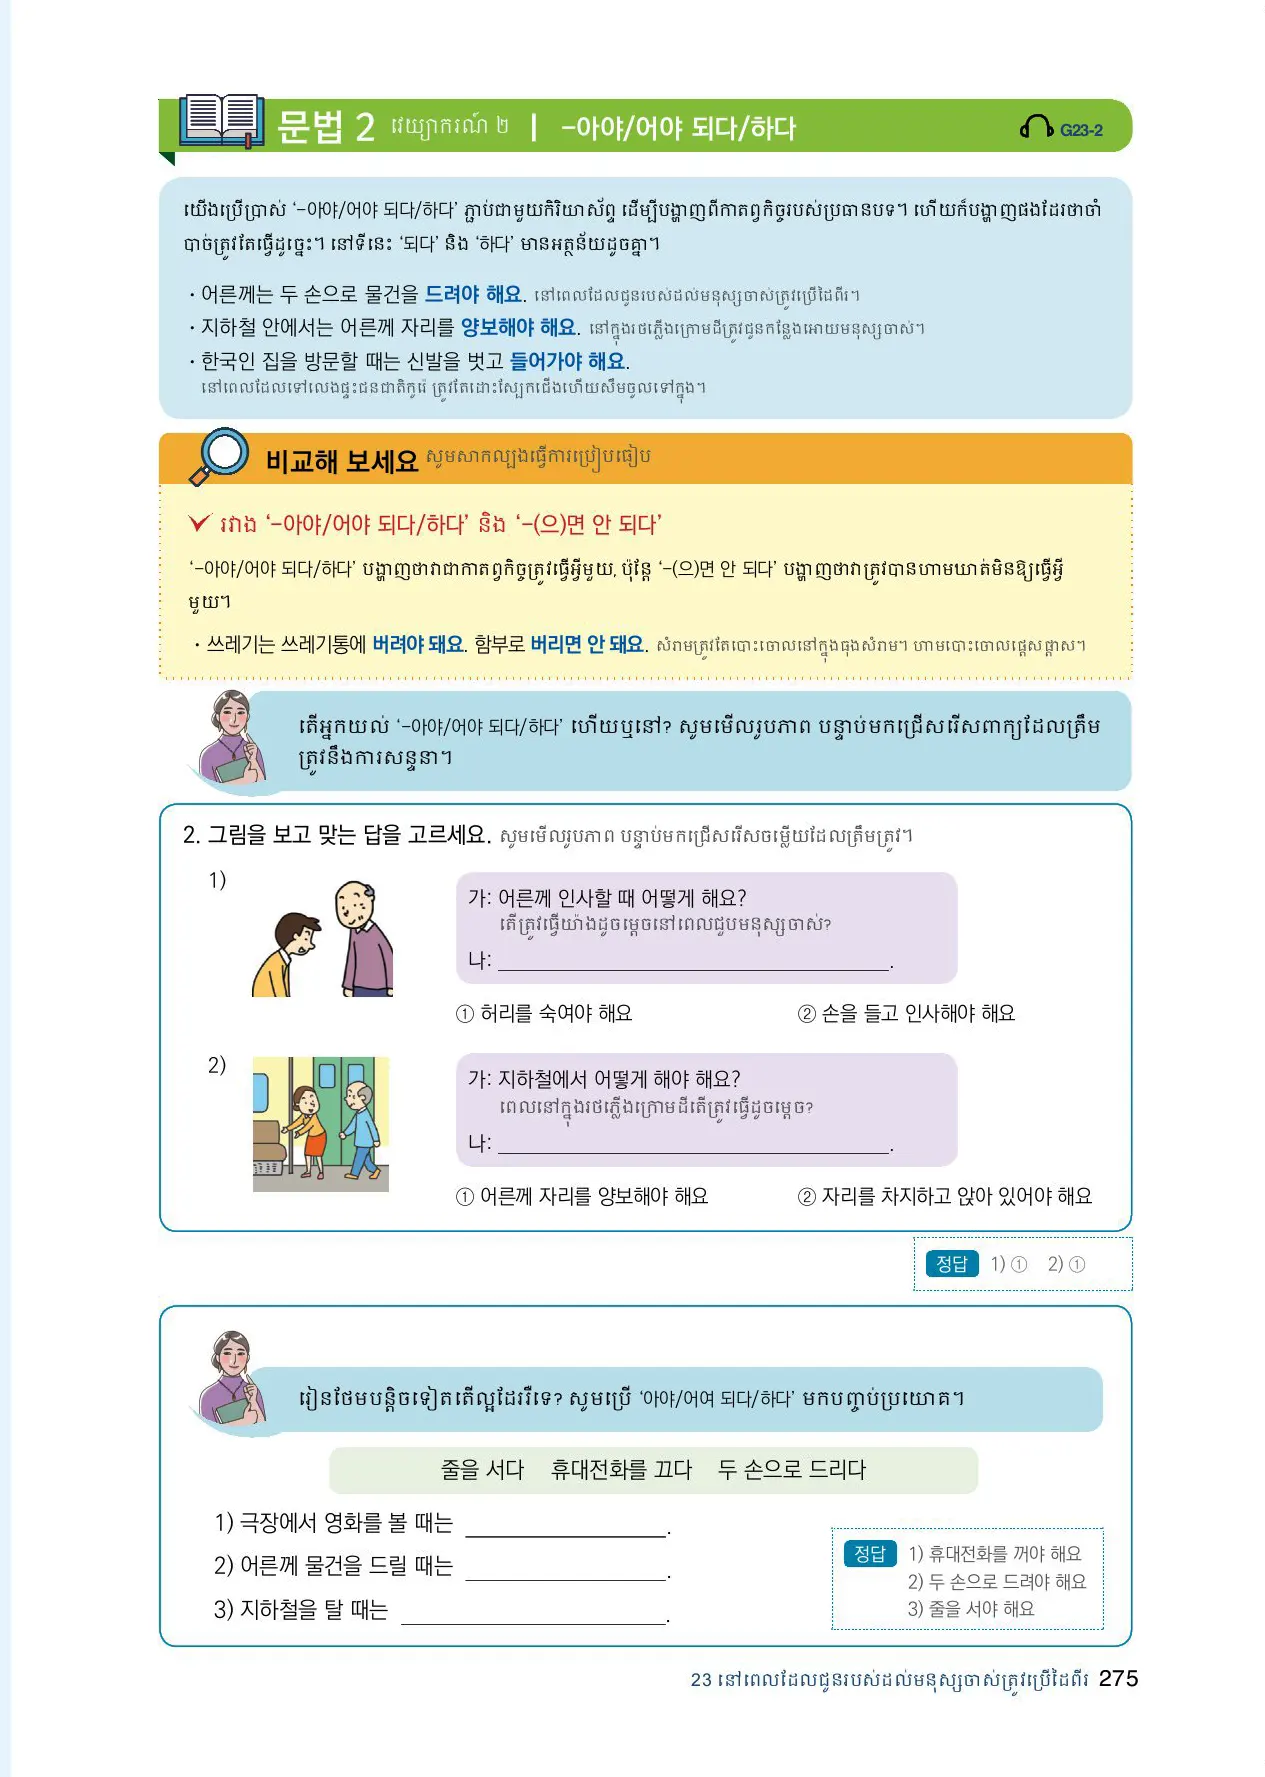 문법 2 វេយ្យាករណ៍ ២ | -아야/어야 되다/하다 G23-2
យើងប្រើប្រាស់ ‘-아야/어야 되다/하다’ ភ្ជាប់ជាមួយកិរិយាស័ព្ទ ដើម្បីបង្ហាញពីកាតព្វកិច្ចរបស់ប្រធានបទ។ ហើយក៏បង្ហាញផងដែរថាចាំ
បាច់ត្រូវតែធ្វើដូច្នេះ។ នៅទីនេះ ‘되다’ និង ‘하다’ មានអត្ថន័យដូចគ្នា។
· 어른께는 두 손으로 물건을 드려야 해요. នៅពេលដែលជូនរបស់ដល់មនុស្សចាស់ត្រូវប្រើដៃពីរ។
· 지하철 안에서는 어른께 자리를 양보해야 해요. នៅក្នុងរថភ្លើងក្រោមដីត្រូវជូនកន្លែងអោយមនុស្សចាស់។
· 한국인 집을 방문할 때는 신발을 벗고 들어가야 해요.
នៅពេលដែលទៅលេងផ្ទះជនជាតិកូរ៉េ ត្រូវតែដោះស្បែកជើងហើយសឹមចូលទៅក្នុង។
비교해 보세요 សូមសាកល្បងធ្វើការប្រៀបធៀប
រវាង ‘-아야/어야 되다/하다’ និង ‘-(으)면 안 되다’
‘-아야/어야 되다/하다’ បង្ហាញថាវាជាកាតព្វកិច្ចត្រូវធ្វើអ្វីមួយ, ប៉ុន្តែ ‘-(으)면 안 되다’ បង្ហាញថាវាត្រូវបានហាមឃាត់មិនឱ្យធ្វើអ្វី
មួយ។
· 쓰레기는 쓰레기통에 버려야 돼요. 함부로 버리면 안 돼요. សំរាមត្រូវតែបោះចោលនៅក្នុងធុងសំរាម។ ហាមបោះចោលផ្ដេសផ្ដាស។
តើអ្នកយល់ ‘-아야/어야 되다/하다’ ហើយឬនៅ? សូមមើលរូបភាព បន្ទាប់មកជ្រើសរើសពាក្យដែលត្រឹម
ត្រូវនឹងការសន្ទនា។
2. 그림을 보고 맞는 답을 고르세요. សូមមើលរូបភាព បន្ទាប់មកជ្រើសរើសចម្លើយដែលត្រឹមត្រូវ។
1)
가: 어른께 인사할 때 어떻게 해요?
តើត្រូវធ្វើយ៉ាងដូចម្ដេចនៅពេលជួបមនុស្សចាស់?
나: ____________________.
① 허리를 숙여야 해요 ② 손을 들고 인사해야 해요
2)
가: 지하철에서 어떻게 해야 해요?
ពេលនៅក្នុងរថភ្លើងក្រោមដីតើត្រូវធ្វើដូចម្ដេច?
나: ____________________.
① 어른께 자리를 양보해야 해요 ② 자리를 차지하고 앉아 있어야 해요
정답 1) ① 2) ①
រៀនថែមបន្តិចទៀតតើល្អដែររឺទេ? សូមប្រើ ‘아야/어여 되다/하다’ មកបញ្ចប់ប្រយោគ។
줄을 서다 휴대전화를 끄다 두 손으로 드리다
1) 극장에서 영화를 볼 때는 ____________________.
2) 어른께 물건을 드릴 때는 ____________________.
3) 지하철을 탈 때는 ____________________.
정답 1) 휴대전화를 꺼야 해요
2) 두 손으로 드려야 해요
3) 줄을 서야 해요
23 នៅពេលដែលជូនរបស់ដល់មនុស្សចាស់ត្រូវប្រើដៃពីរ 275